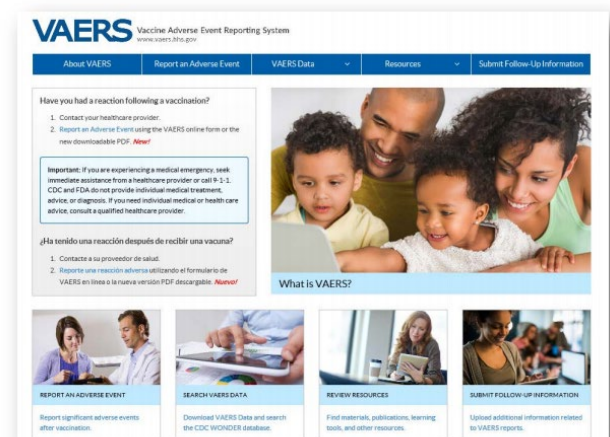 VAERS Vaccine Adverse Event Reporting System
www.vaers.hhs.gov
About VAERS Report an Adverse Event VAERS Data Resources Submit Follow-Up Information
Have you had a reaction following a vaccination?
1. Contact your healthcare provider.
2. Report an Adverse Event using the VAERS online form or the
new downloadable PDF. New!
Important: If you are experiencing a medical emergency, seek
immediate assistance from a healthcare provider or call 9-1-1.
CDC and FDA do not provide individual medical treatment,
advice, or diagnosis. If you need individual medical or health care
advice, consult a qualified healthcare provider.
¿Ha tenido una reacción después de recibir una vacuna?
1. Contacte a su proveedor de salud.
2. Reporte una reacción adversa utilizando el formulario de
VAERS en línea o la nueva versión PDF descargable. Nuevo!
What is VAERS?
REPORT AN ADVERSE EVENT
Report significant adverse events
after vaccination.
SEARCH VAERS DATA
Download VAERS Data and search
the CDC WONDER database.
REVIEW RESOURCES
Find materials, publications, learning
tools, and other resources.
SUBMIT FOLLOW-UP INFORMATION
Upload additional information related
to VAERS reports.